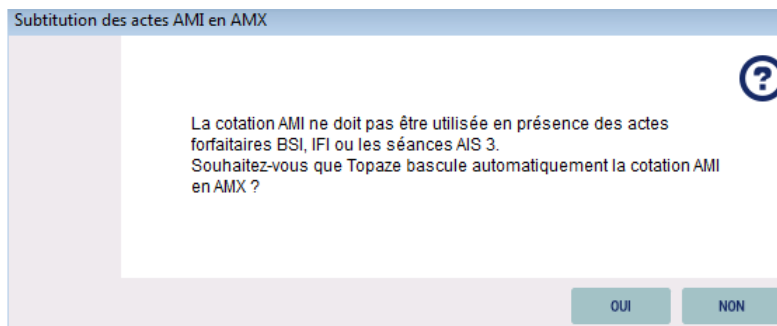 Subtitution des actes AMI en AMX
?
La cotation AMI ne doit pas être utilisée en présence des actes
forfaitaires BSI, IFI ou les séances AIS 3.
Souhaitez-vous que Topaze bascule automatiquement la cotation AMI
en AMX ?
OUI NON